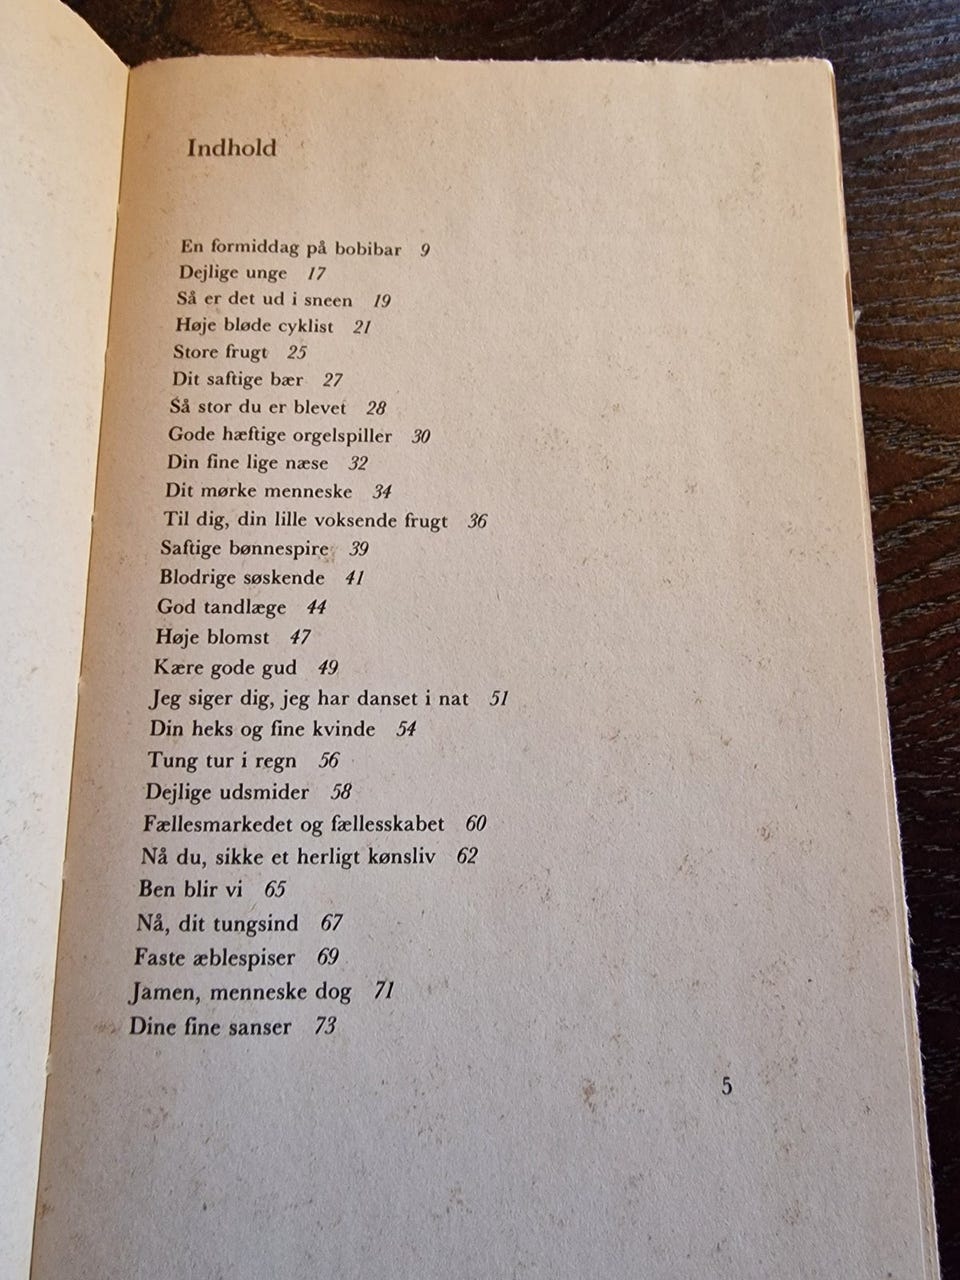 Indhold
En formiddag på bobibar 9
Dejlige unge 17
Så er det ud i sneen 19
Høje bløde cyklist 21
Store frugt 25
Dit saftige bær 27
Så stor du er blevet 28
Gode hæftige orgelspiller 30
Din fine lige næse 32
Dit mørke menneske 34
Til dig, din lille voksende frugt 36
Saftige bønnespire 39
Blodrige søskende 41
God tandlæge 44
Høje blomst 47
Kære gode gud 49
Jeg siger dig, jeg har danset i nat 51
Din heks og fine kvinde 54
Tung tur i regn 56
Dejlige udsmider 58
Fællesmarkedet og fællesskabet 60
Nå du, sikke et herligt kønsliv 62
Ben blir vi 65
Nå, dit tungsind 67
Faste æblespiser 69
Jamen, menneske dog 71
Dine fine sanser 73
5